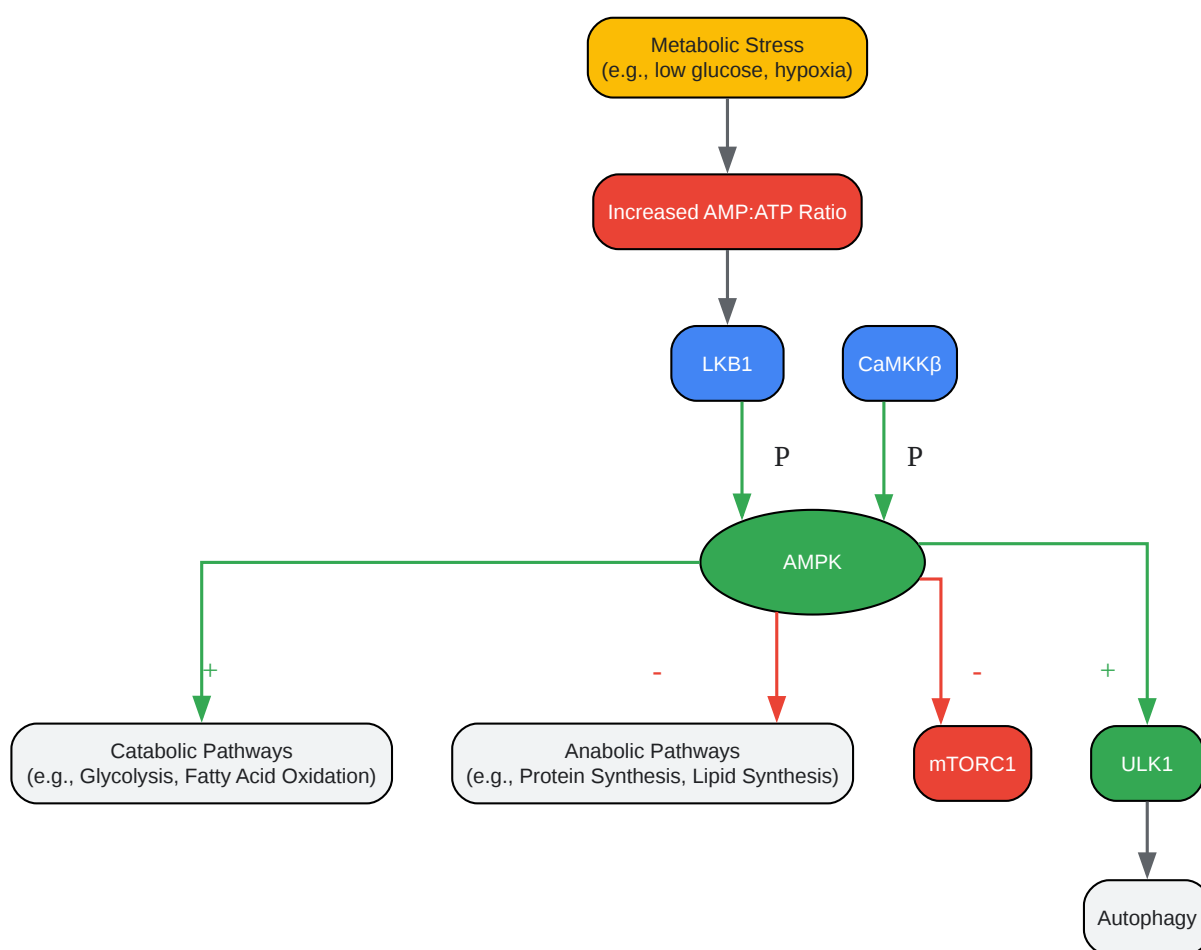 Metabolic Stress
(e.g., low glucose, hypoxia)
Increased AMP:ATP Ratio
LKB1
CaMKKβ
P
P
AMPK
+
-
-
+
Catabolic Pathways
(e.g., Glycolysis, Fatty Acid Oxidation)
Anabolic Pathways
(e.g., Protein Synthesis, Lipid Synthesis)
mTORC1
ULK1
Autophagy